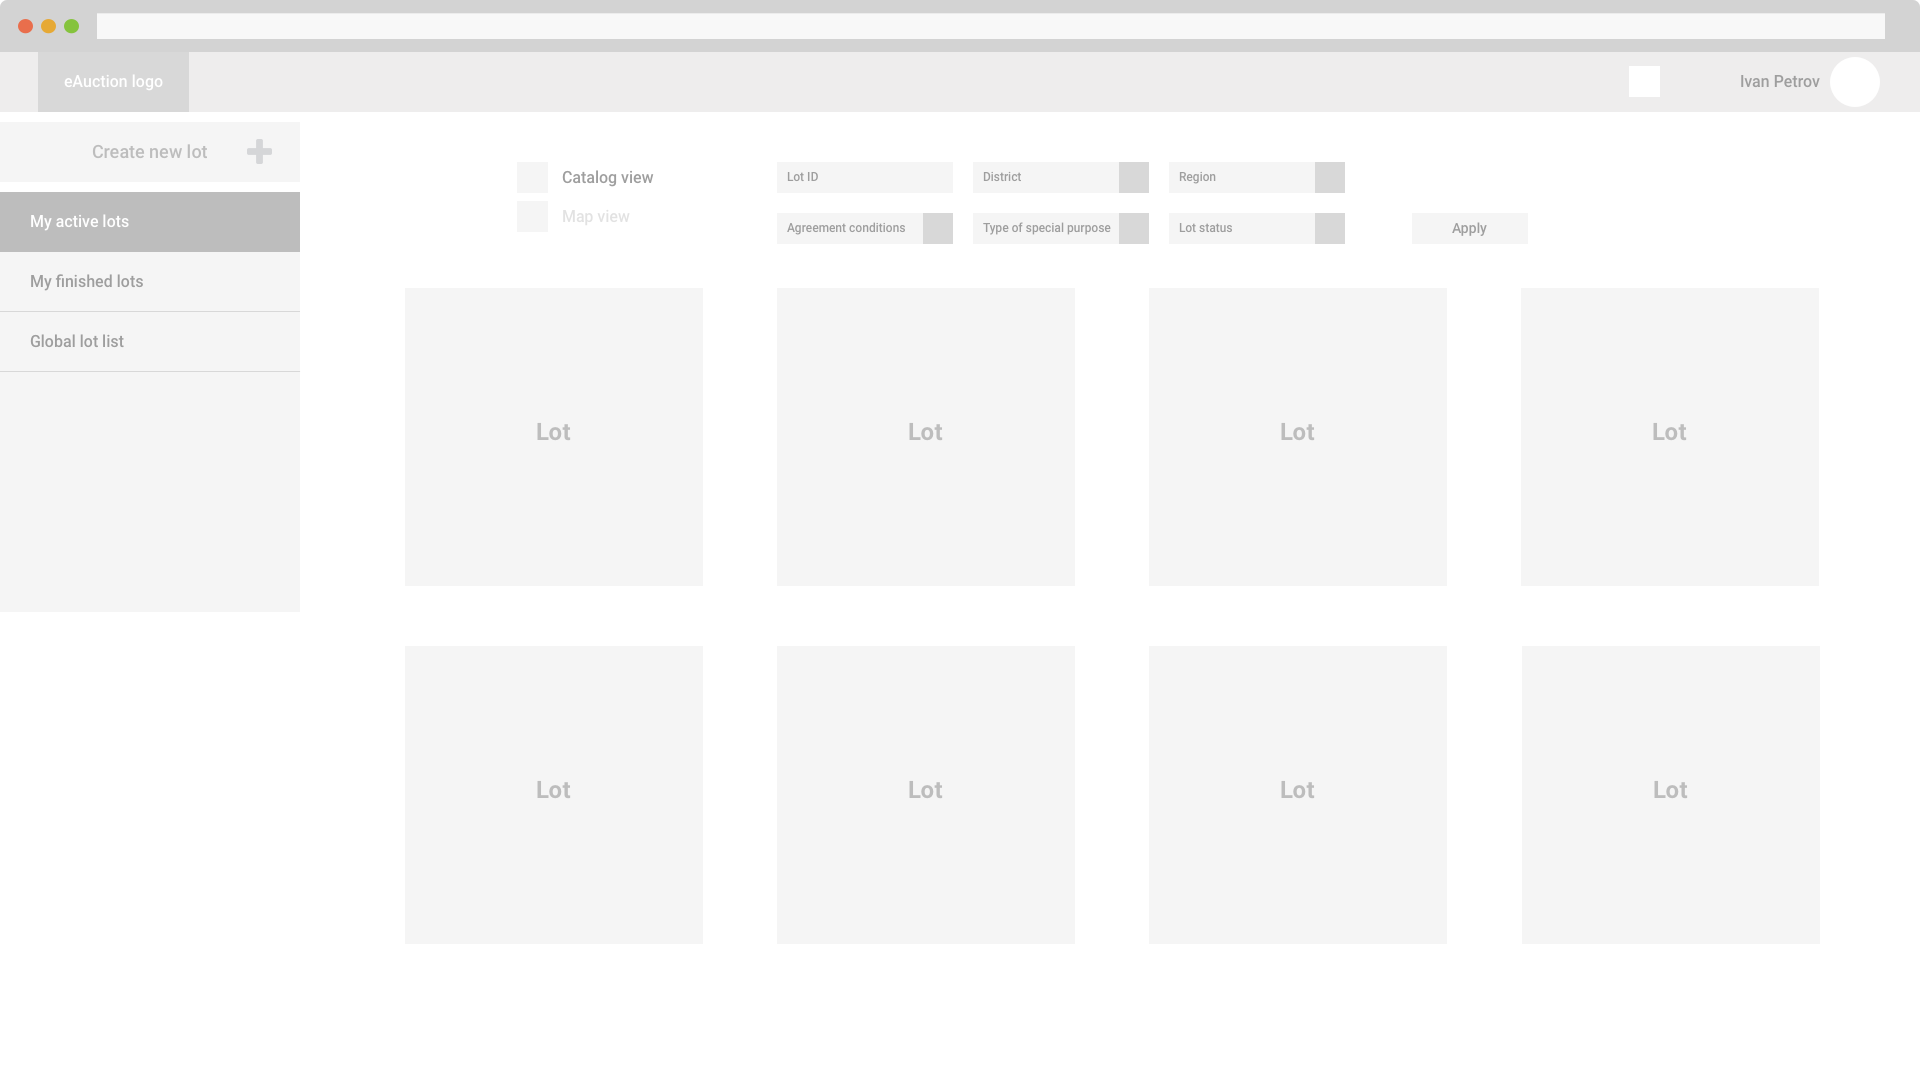 eAuction logo
Ivan Petrov
Create new lot
My active lots
My finished lots
Global lot list
Catalog view
Map view
Lot ID
District
Region
Agreement conditions
Type of special purpose
Lot status
Apply
Lot
Lot
Lot
Lot
Lot
Lot
Lot
Lot